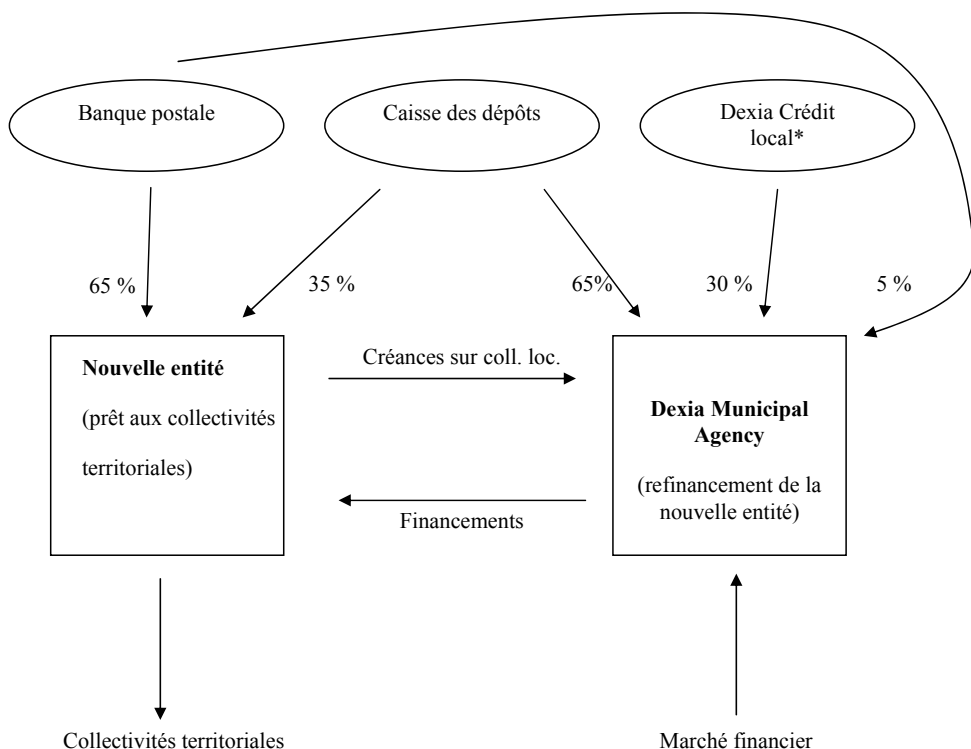 Banque postale
Caisse des dépôts
Dexia Crédit
local*
65 %
35 %
65%
30 %
5 %
Nouvelle entité
(prêt aux collectivités
territoriales)
Créances sur coll. loc.
Financements
Dexia Municipal
Agency
(refinancement de la
nouvelle entité)
Collectivités territoriales
Marché financier